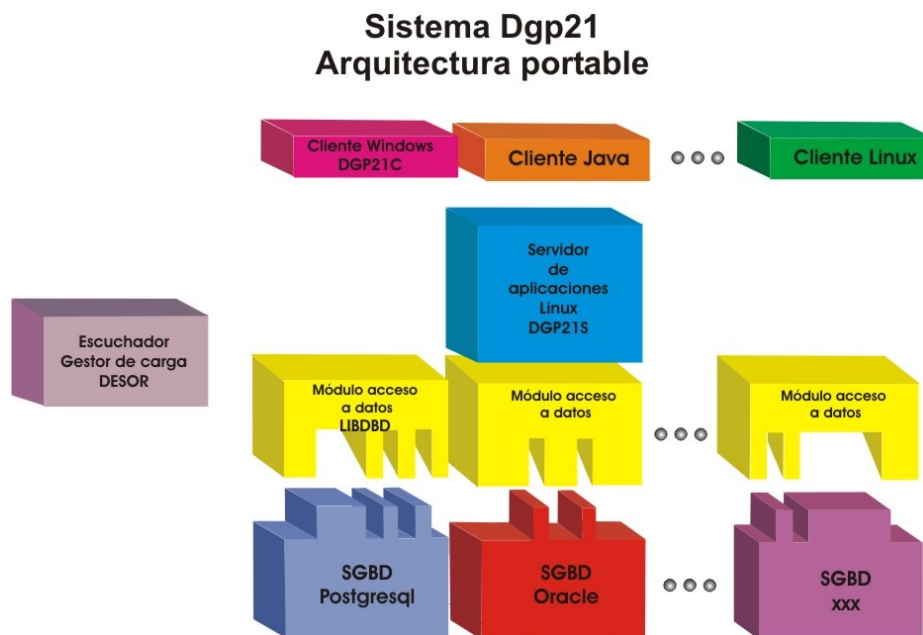 Sistema Dgp21
Arquitectura portable
Cliente Windows
DGP21C
Cliente Java
Cliente Linux
Servidor
de
aplicaciones
Linux
DGP21S
Escuchador
Gestor de carga
DESOR
Módulo acceso
a datos
LIBDBD
Módulo acceso
a datos
Módulo acceso
a datos
SGBD
Postgresql
SGBD
Oracle
SGBD
xxx